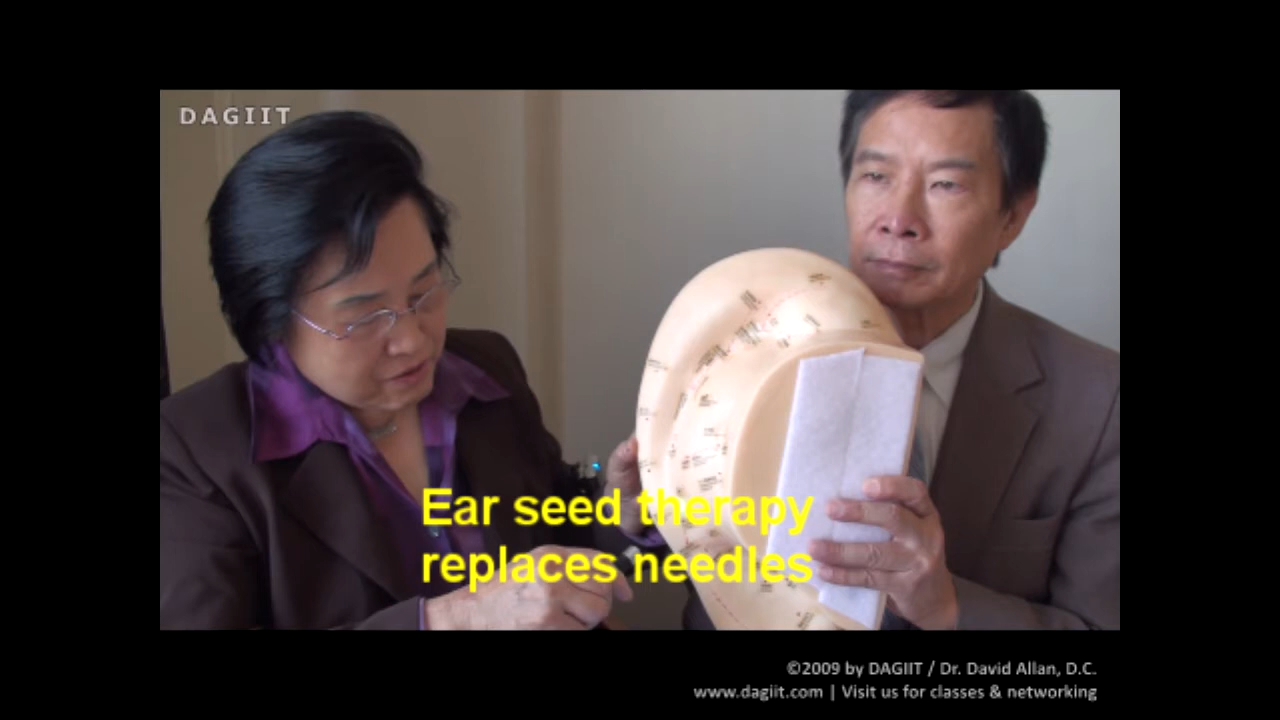 DAGIIT
Ear seed therapy
replaces needles
©2009 by DAGIIT / Dr. David Allan, D.C.
www.dagiit.com | Visit us for classes & networking